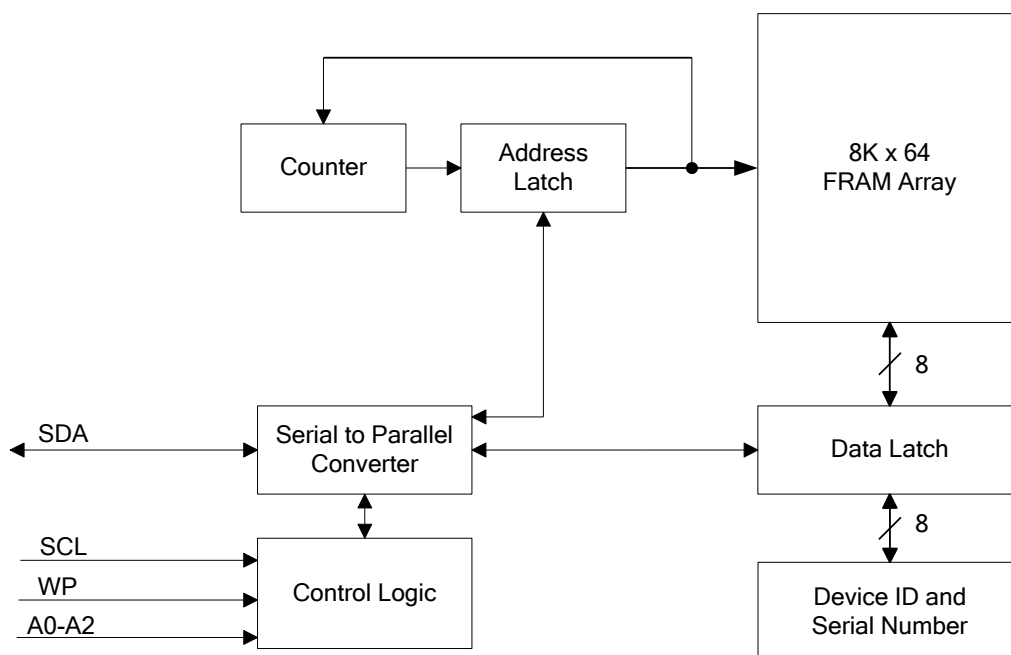 8K x 64
FRAM Array
Counter
Address
Latch
8
SDA
Serial to Parallel
Converter
Data Latch
8
SCL
WP
A0-A2
Control Logic
Device ID and
Serial Number